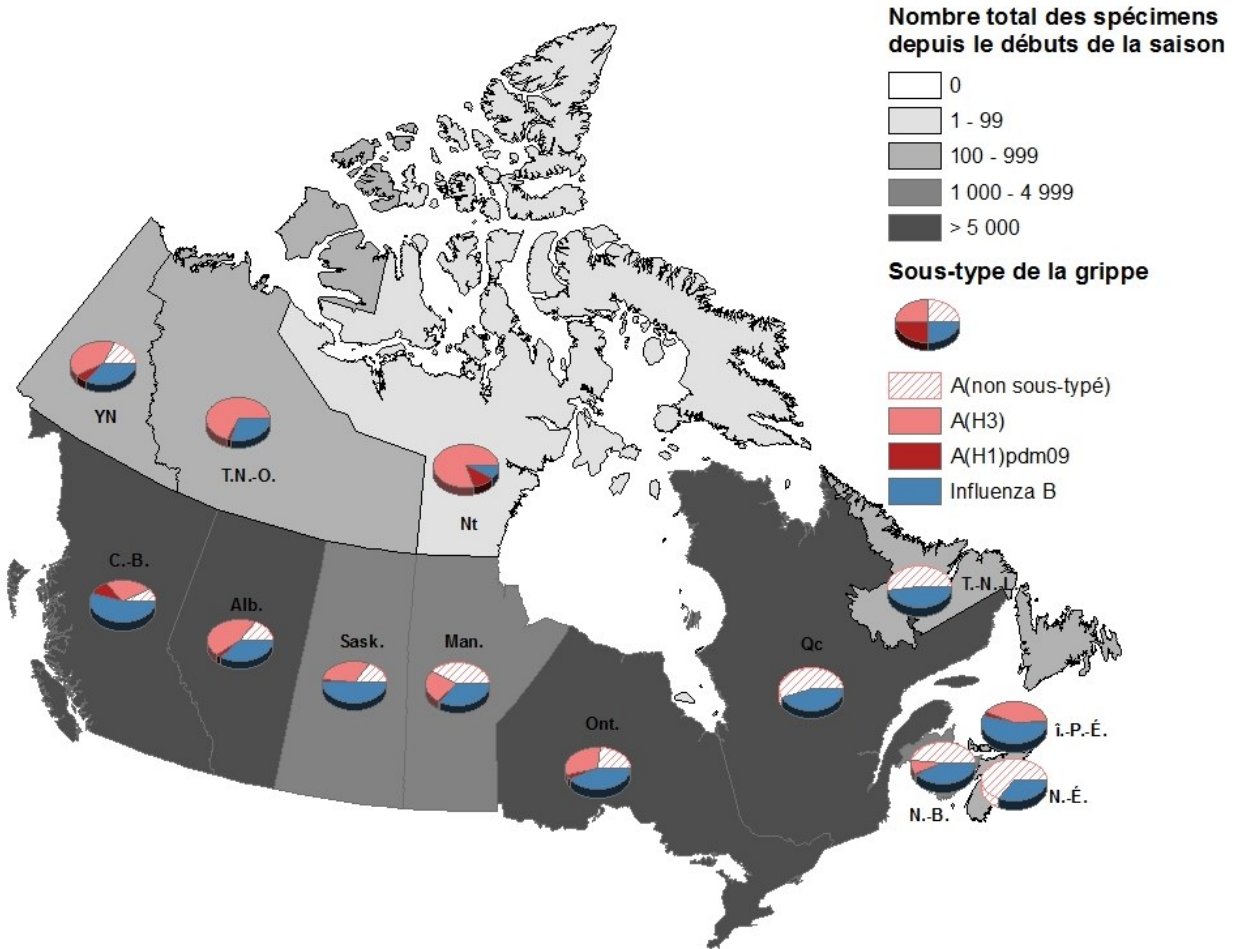 Nombre total des spécimens
depuis le débuts de la saison
0
1 - 99
100 - 999
1 000 - 4 999
> 5 000
Sous-type de la grippe
A(non sous-typé)
A(H3)
A(H1)pdm09
Influenza B
YN
T.N.-O.
Nt
C.-B.
Alb.
Sask.
Man.
Ont.
Qc
T.-N.-L
î.-P.-É.
N.-É.
N.-B.